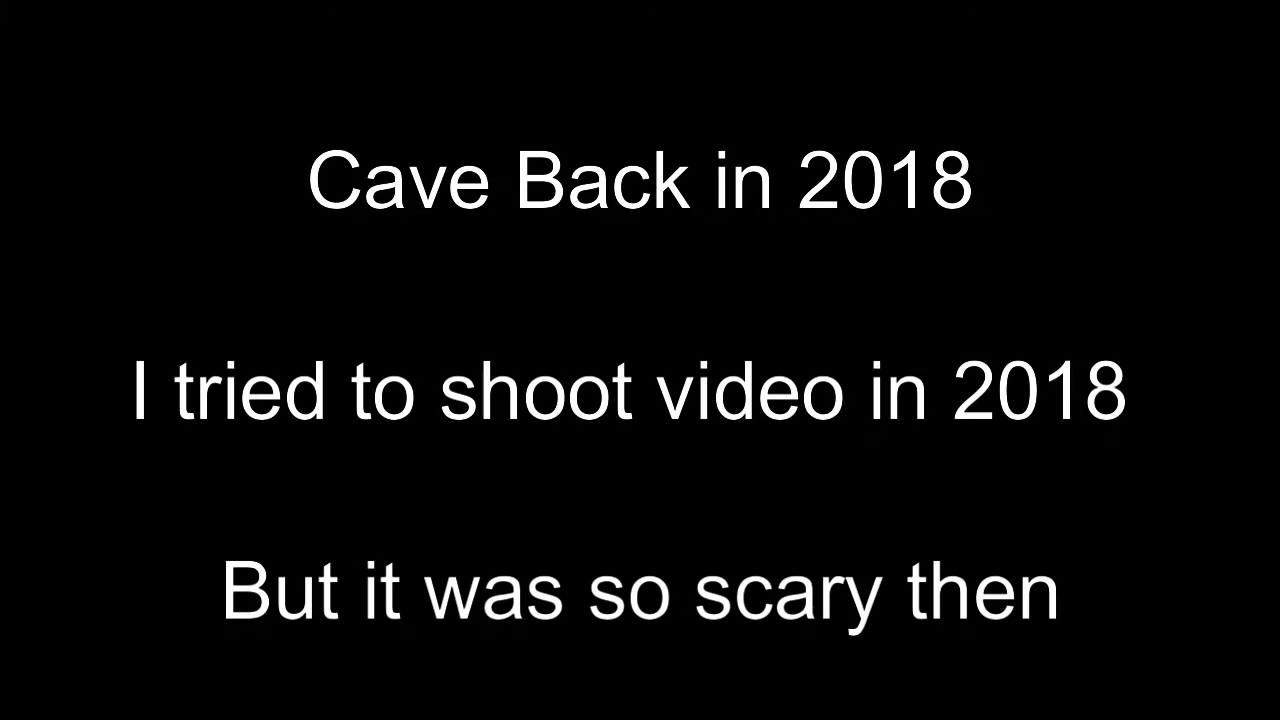 Cave Back in 2018
I tried to shoot video in 2018
But it was so scary then